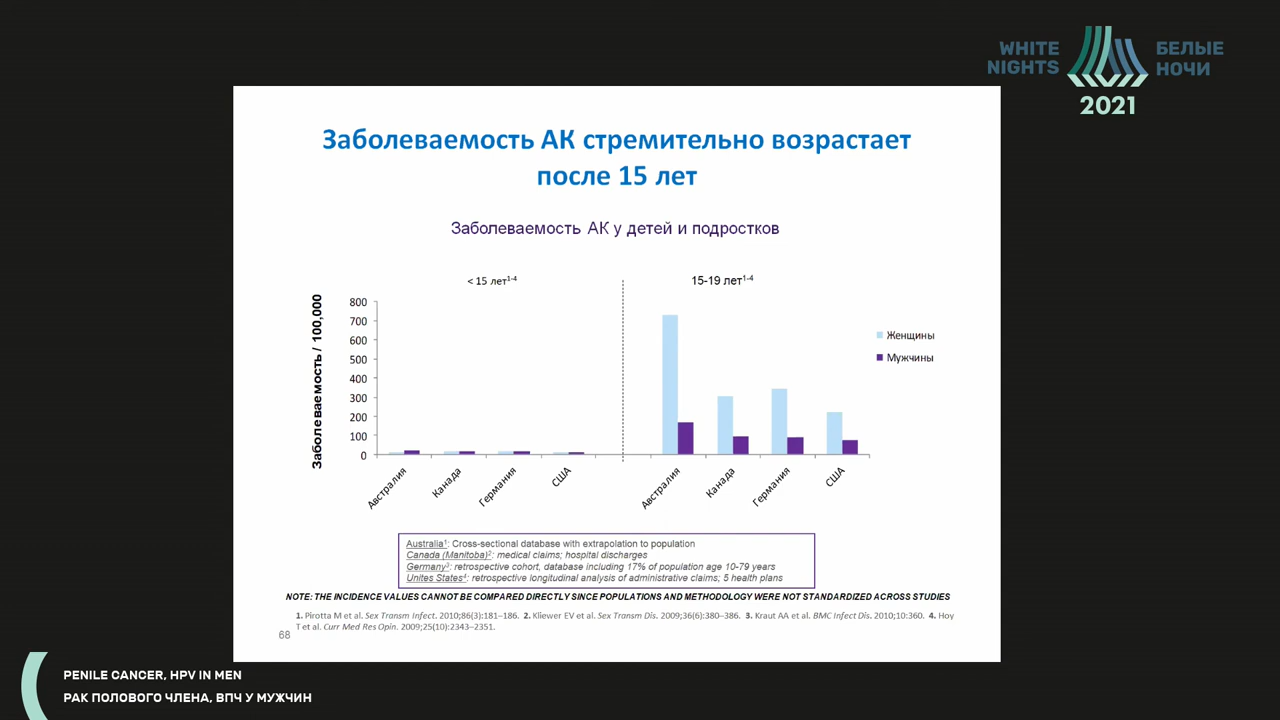 WHITE NIGHTS
БЕЛЫЕ НОЧИ
2021
Заболеваемость АК стремительно возрастает
после 15 лет
Заболеваемость АК у детей и подростков
< 15 лет1-4
15-19 лет1-4
Заболеваемость / 100,000
800
700
600
500
400
300
200
100
0
Австралия
Канада
Германия
США
Австралия
Канада
Германия
США
Женщины
Мужчины
Australia1: Cross-sectional database with extrapolation to population
Canada (Manitoba)2: medical claims; hospital discharges
Germany3: retrospective cohort, database including 17% of population age 10-79 years
Unites States4: retrospective longitudinal analysis of administrative claims; 5 health plans
NOTE: THE INCIDENCE VALUES CANNOT BE COMPARED DIRECTLY SINCE POPULATIONS AND METHODOLOGY WERE NOT STANDARDIZED ACROSS STUDIES
1. Pirotta M et al. Sex Transm Infect. 2010;86(3):181–186. 2. Kliewer EV et al. Sex Transm Dis. 2009;36(6):380–386. 3. Kraut AA et al. BMC Infect Dis. 2010;10:360. 4. Hoy
T et al. Curr Med Res Opin. 2009;25(10):2343–2351.
68
PENILE CANCER, HPV IN MEN
РАК ПОЛОВОГО ЧЛЕНА, ВПЧ У МУЖЧИН